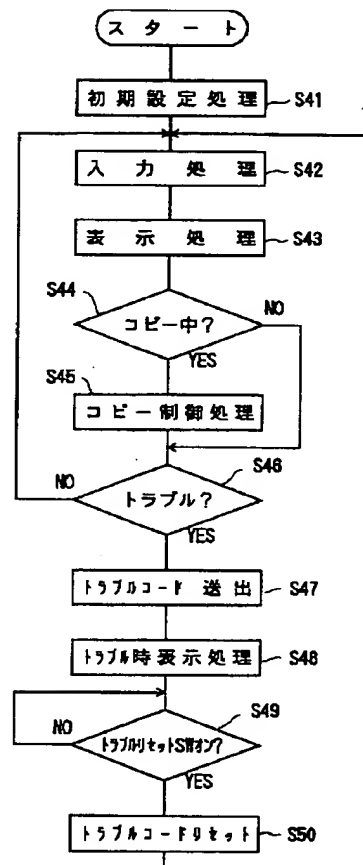 スタート
初期設定処理 S41
入力処理 S42
表示処理 S43
S44
コピー中? NO
YES
S45
コピー制御処理
S46
NO トラブル?
YES
トラブルコード 送出 S47
トラブル時表示処理 S48
S49
NO トラブルリセットSWオン?
YES
トラブルコードリセット S50